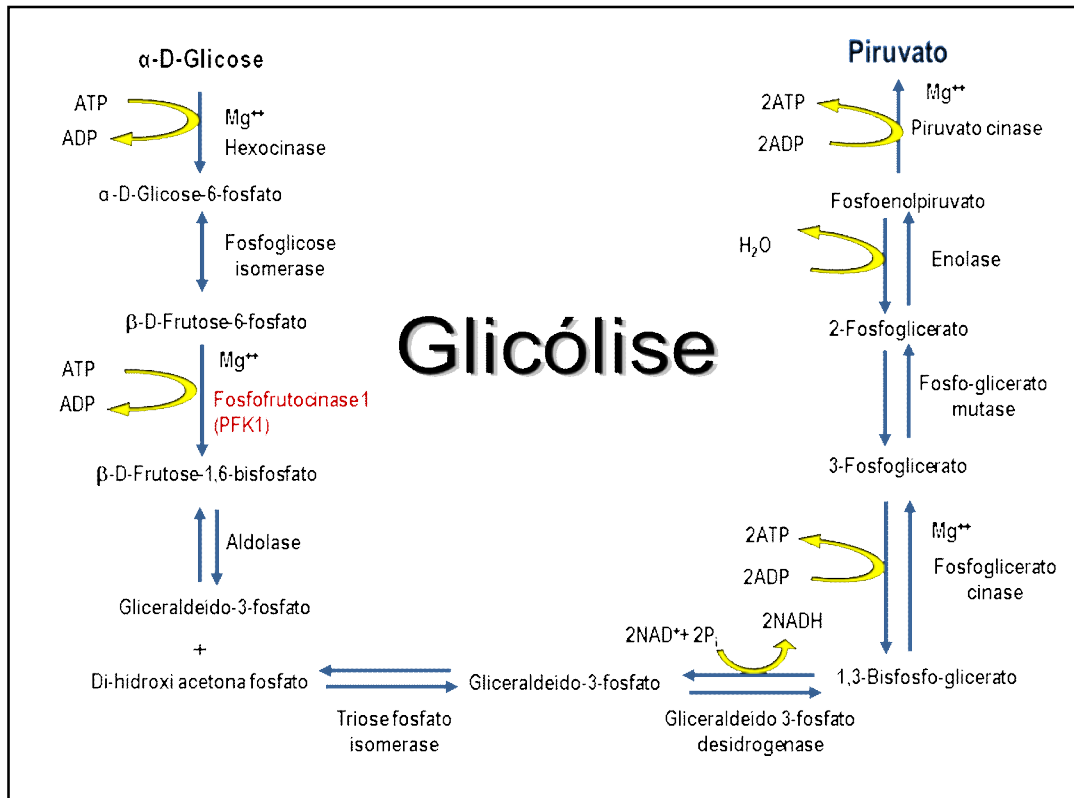 α-D-Glicose
ATP
ADP
Mg⁺⁺
Hexocinase
α-D-Glicose-6-fosfato
Fosfoglicose
isomerase
β-D-Frutose-6-fosfato
ATP
ADP
Mg⁺⁺
Fosfofrutocinase1
(PFK1)
β-D-Frutose-1,6-bisfosfato
Aldolase
Gliceraldeido-3-fosfato
+
Di-hidroxi acetona fosfato
Triose fosfato
isomerase
Glicólise
Gliceraldeido-3-fosfato
2NAD⁺+ 2Pᵢ
2NADH
Gliceraldeído 3-fosfato
desidrogenase
1,3-Bisfosfo-glicerato
2ATP
2ADP
Mg⁺⁺
Fosfoglicerato
cinase
3-Fosfoglicerato
Fosfo-glicerato
mutase
2-Fosfoglicerato
H₂O
Enolase
Fosfoenolpiruvato
2ATP
2ADP
Mg⁺⁺
Piruvato cinase
Piruvato